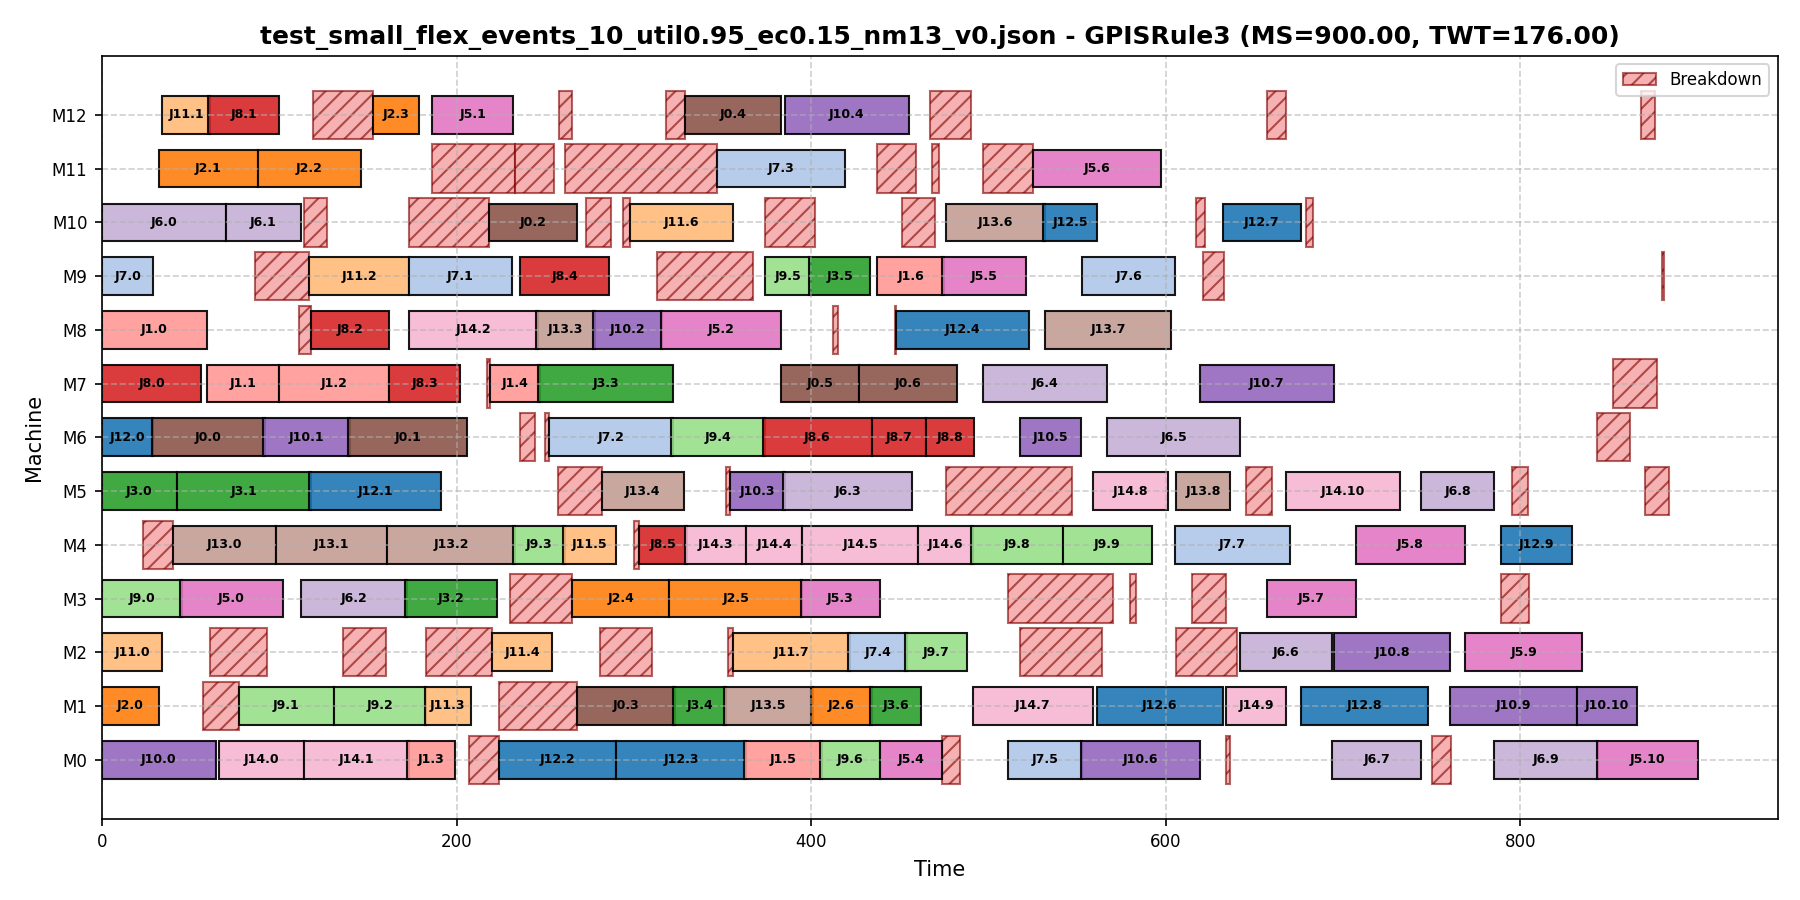 test_small_flex_events_10_util0.95_ec0.15_nm13_v0.json - GPISRule3 (MS=900.00, TWT=176.00)
Breakdown
Machine
M12 J11.1 J8.1 J2.3 J5.1 J0.4 J10.4
M11 J2.1 J2.2 J7.3 J5.6
M10 J6.0 J6.1 J0.2 J11.6 J13.6 J12.5 J12.7
M9 J7.0 J11.2 J7.1 J8.4 J9.5 J3.5 J1.6 J5.5 J7.6
M8 J1.0 J8.2 J14.2 J13.3 J10.2 J5.2 J12.4 J13.7
M7 J8.0 J1.1 J1.2 J8.3 J1.4 J3.3 J0.5 J0.6 J6.4 J10.7
M6 J12.0 J0.0 J10.1 J0.1 J7.2 J9.4 J8.6 J8.7 J8.8 J10.5 J6.5
M5 J3.0 J3.1 J12.1 J13.4 J10.3 J6.3 J14.8 J13.8 J14.10 J6.8
M4 J13.0 J13.1 J13.2 J9.3 J11.5 J8.5 J14.3 J14.4 J14.5 J14.6 J9.8 J9.9 J7.7 J5.8 J12.9
M3 J9.0 J5.0 J6.2 J3.2 J2.4 J2.5 J5.3 J5.7
M2 J11.0 J11.4 J11.7 J7.4 J9.7 J6.6 J10.8 J5.9
M1 J2.0 J9.1 J9.2 J11.3 J0.3 J3.4 J13.5 J2.6 J3.6 J14.7 J12.6 J14.9 J12.8 J10.9 J10.10
M0 J10.0 J14.0 J14.1 J1.3 J12.2 J12.3 J1.5 J9.6 J5.4 J7.5 J10.6 J6.7 J6.9 J5.10
0 200 400 600 800
Time